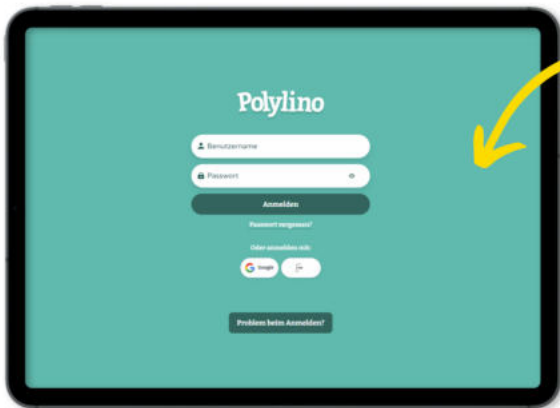 Polylino
Benutzername
Passwort
Anmelden
Passwort vergessen?
Oder anmelden mit:
Google
Problem beim Anmelden?